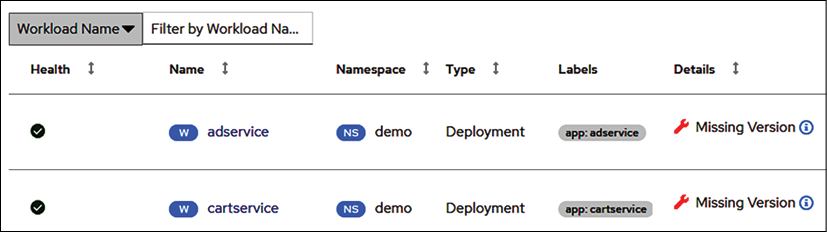 Workload Name Filter by Workload Na...
Health Name Namespace Type Labels Details
W adservice NS demo Deployment app: adservice Missing Version
W cartservice NS demo Deployment app: cartservice Missing Version